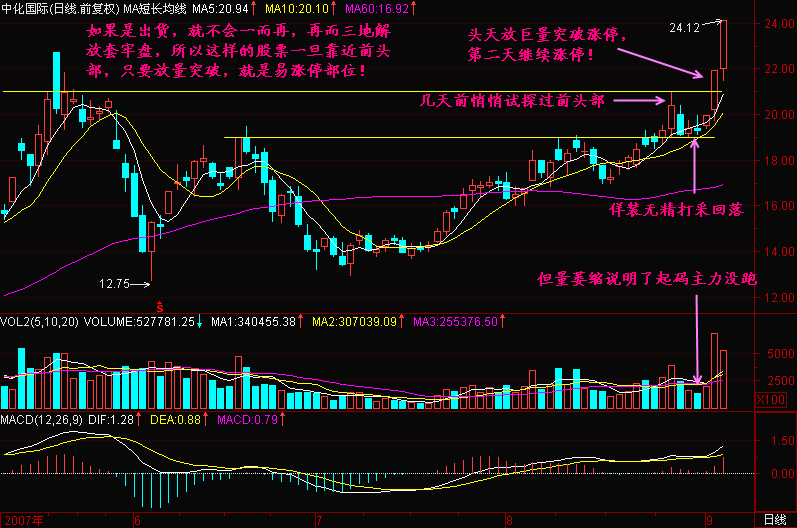 中化国际(日线.前复权) MA短长均线 MA5:20.94↑ MA10:20.10↑ MA60:16.92↑
如果是出货，就不会一而再，再而三地解
放套牢盘，所以这样的股票一旦靠近前头
部，只要放量突破，就是易涨停部位！
头天放巨量突破涨停，
第二天继续涨停！
24.12
24.00
22.00
几天前悄悄试探过前头部
20.00
18.00
佯装无精打采回落
16.00
14.00
但量萎缩说明了起码主力没跑
12.75
12.00
S
VOL2(5,10,20) VOLUME:527781.25↓ MA1:340455.38↑ MA2:307039.09↑ MA3:255376.50↑
5000
2500
X100
MACD(12,26,9) DIF:1.28↑ DEA:0.88↑ MACD:0.79↑
1.50
0.00
2007年 6 7 8 9 日线